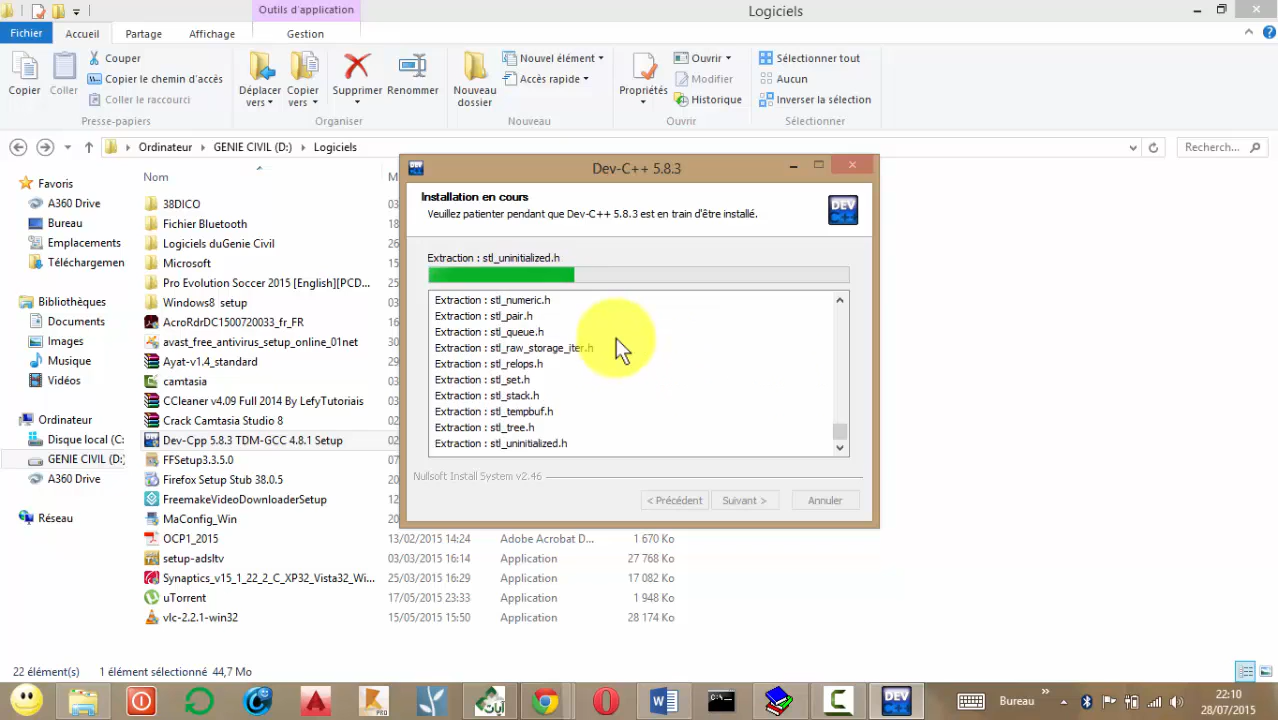 Outils d'application
Logiciels
Fichier Accueil Partage Affichage Gestion
Copier
Coller
Couper
Copier le chemin d'accès
Coller le raccourci
Presse-papiers
Déplacer vers
Copier vers
Supprimer
Renommer
Organiser
Nouveau dossier
Nouvel élément
Accès rapide
Nouveau
Propriétés
Ouvrir
Modifier
Historique
Ouvrir
Sélectionner tout
Aucun
Inverser la sélection
Sélectionner
Ordinateur GENIE CIVIL (D:) Logiciels
Recherch...
Favoris
A360 Drive
Bureau
Emplacements
Téléchargemen
Bibliothèques
Documents
Images
Musique
Vidéos
Ordinateur
Disque local (C:
GENIE CIVIL (D:)
A360 Drive
Réseau
Nom
38DICO
Fichier Bluetooth
Logiciels duGenie Civil
Microsoft
Pro Evolution Soccer 2015 [English][PCD...
Windows8 setup
AcroRdrDC1500720033_fr_FR
avast_free_antivirus_setup_online_01net
Ayat-v1.4_standard
camtasia
CCleaner v4.09 Full 2014 By LefyTutoriais
Crack Camtasia Studio 8
Dev-Cpp 5.8.3 TDM-GCC 4.8.1 Setup
FFSetup3.3.5.0
Firefox Setup Stub 38.0.5
FreemakeVideoDownloaderSetup
MaConfig_Win
OCP1_2015 13/02/2015 14:24 Adobe Acrobat D... 1 670 Ko
setup-adsltv 03/03/2015 16:14 Application 27 768 Ko
Synaptics_v15_1_22_2_C_XP32_Vista32_Wi... 25/03/2015 16:29 Application 17 082 Ko
uTorrent 17/05/2015 23:33 Application 1 948 Ko
vlc-2.2.1-win32 15/05/2015 15:50 Application 28 174 Ko
Dev-C++ 5.8.3
Installation en cours
Veuillez patienter pendant que Dev-C++ 5.8.3 est en train d'être installé.
DEV C++
Extraction : stl_uninitialized.h
Extraction : stl_numeric.h
Extraction : stl_pair.h
Extraction : stl_queue.h
Extraction : stl_raw_storage_iter.h
Extraction : stl_relops.h
Extraction : stl_set.h
Extraction : stl_stack.h
Extraction : stl_tempbuf.h
Extraction : stl_tree.h
Extraction : stl_uninitialized.h
Nullsoft Install System v2.46
< Précédent Suivant > Annuler
22 élément(s) 1 élément sélectionné 44,7 Mo
Bureau
22:10
28/07/2015